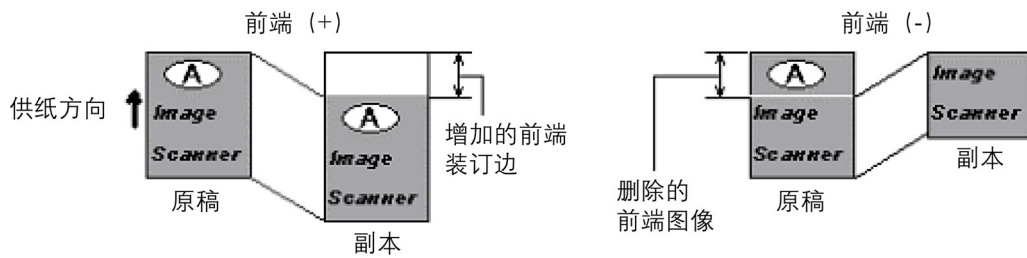 前端 (+)
供纸方向
A
Image
Scanner
原稿
A
Image
Scanner
副本
增加的前端
装订边
前端 (-)
A
Image
Scanner
原稿
删除的
前端图像
Image
Scanner
副本